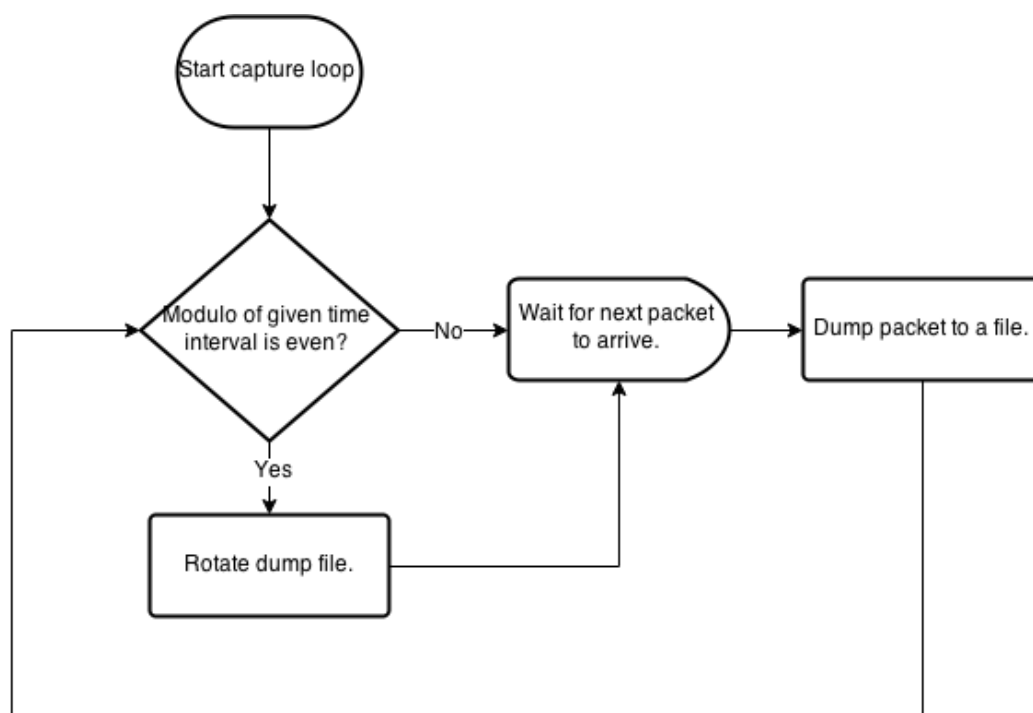 Start capture loop
Modulo of given time
interval is even?
No
Wait for next packet
to arrive.
Dump packet to a file.
Yes
Rotate dump file.